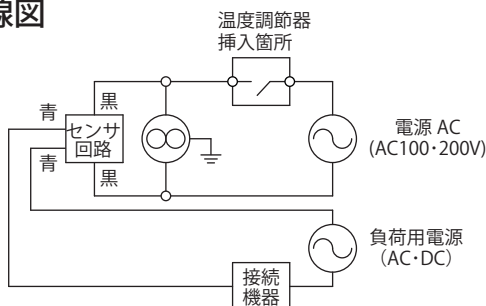 線図
温度調節器
挿入箇所
青
黒
センサ
回路
青
黒
電源 AC
(AC100･200V)
負荷用電源
（AC･DC）
接続
機器